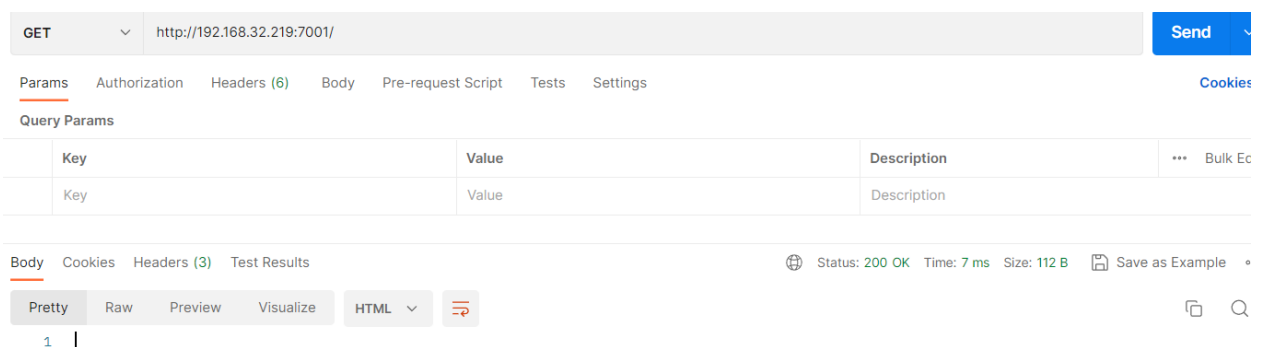 GET http://192.168.32.219:7001/ Send
Params Authorization Headers (6) Body Pre-request Script Tests Settings Cookies
Query Params
Key Value Description ••• Bulk Ed
Key Value Description
Body Cookies Headers (3) Test Results Status: 200 OK Time: 7 ms Size: 112 B Save as Example
Pretty Raw Preview Visualize HTML
1